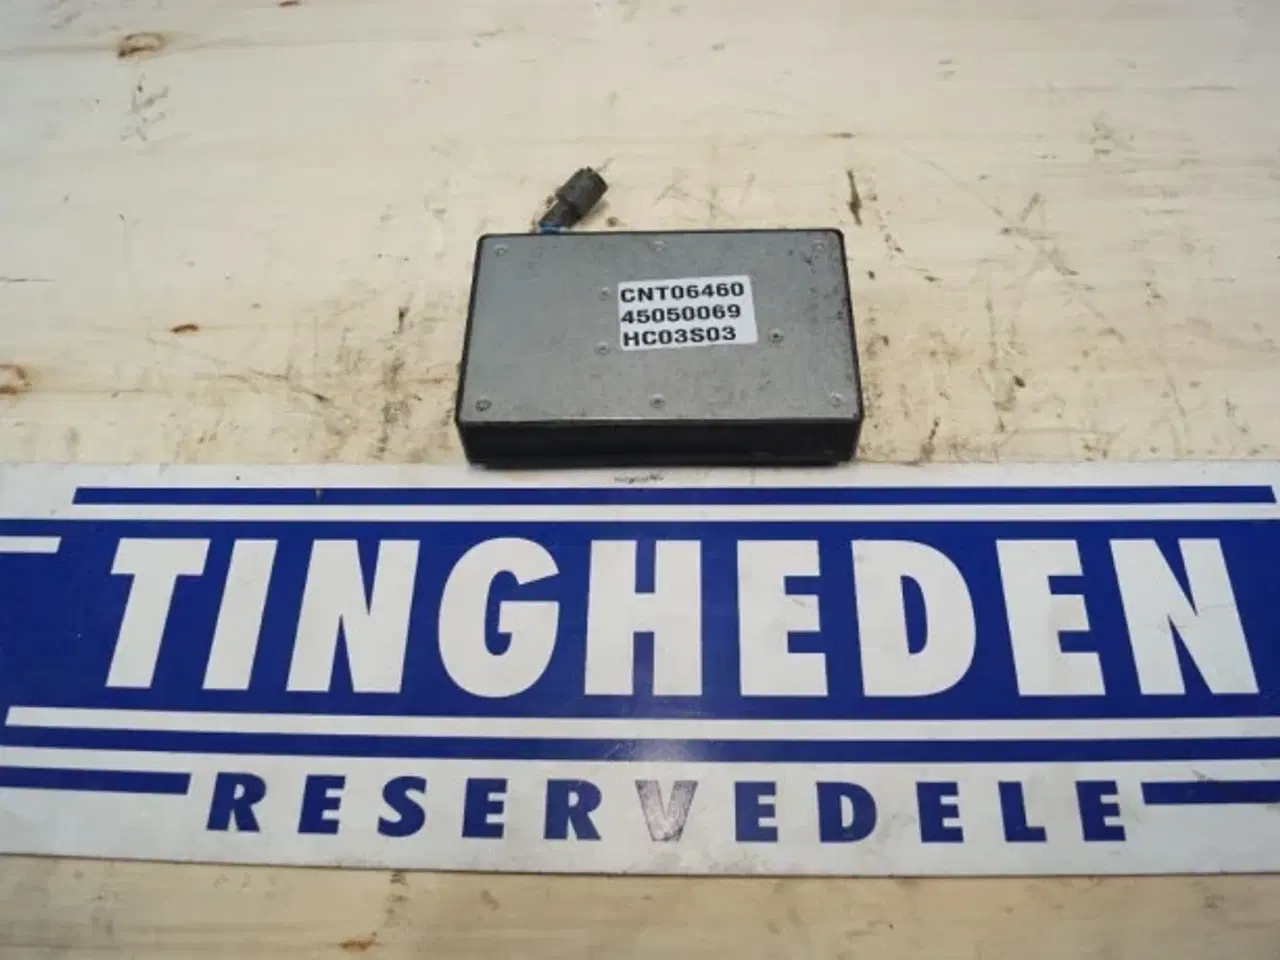 CNT06460
45050069
HC03S03
TINGHEDEN
RESERVEDELE